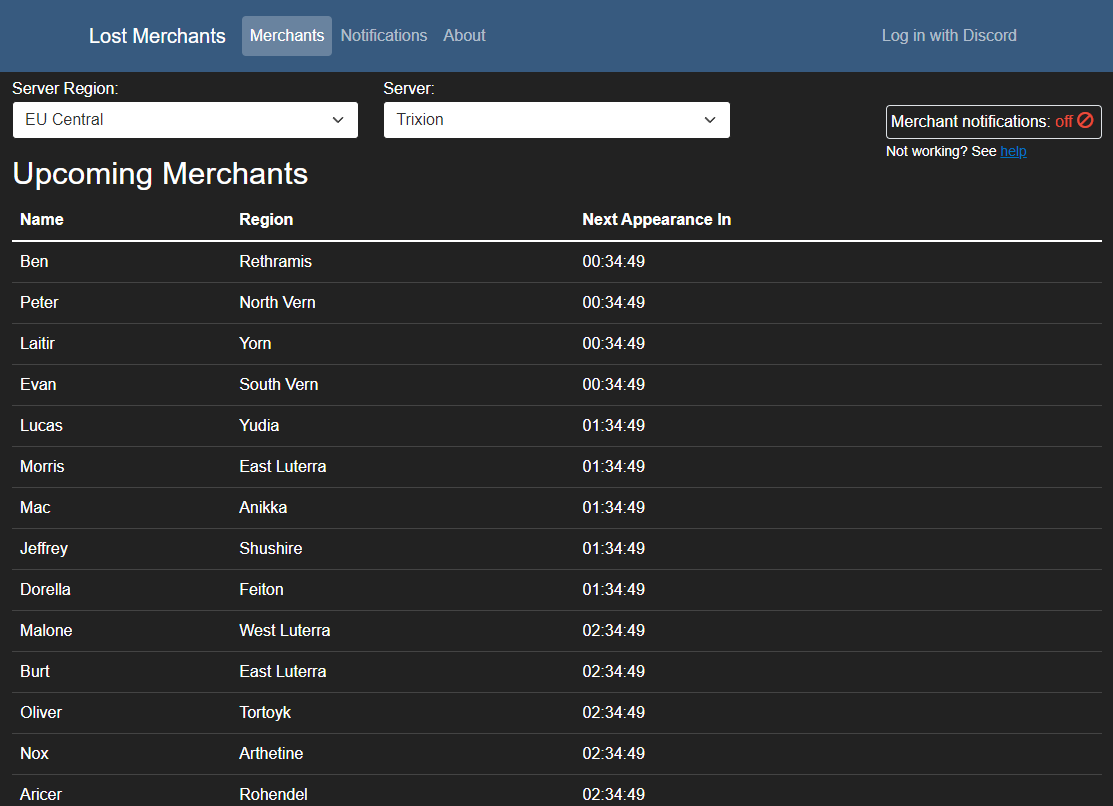 Lost Merchants Merchants Notifications About Log in with Discord
Server Region: Server:
EU Central Trixion
Merchant notifications: off
Not working? See help
Upcoming Merchants
Name Region Next Appearance In
Ben Rethramis 00:34:49
Peter North Vern 00:34:49
Laitir Yorn 00:34:49
Evan South Vern 00:34:49
Lucas Yudia 01:34:49
Morris East Luterra 01:34:49
Mac Anikka 01:34:49
Jeffrey Shushire 01:34:49
Dorella Feiton 01:34:49
Malone West Luterra 02:34:49
Burt East Luterra 02:34:49
Oliver Tortoyk 02:34:49
Nox Arthetine 02:34:49
Aricer Rohendel 02:34:49